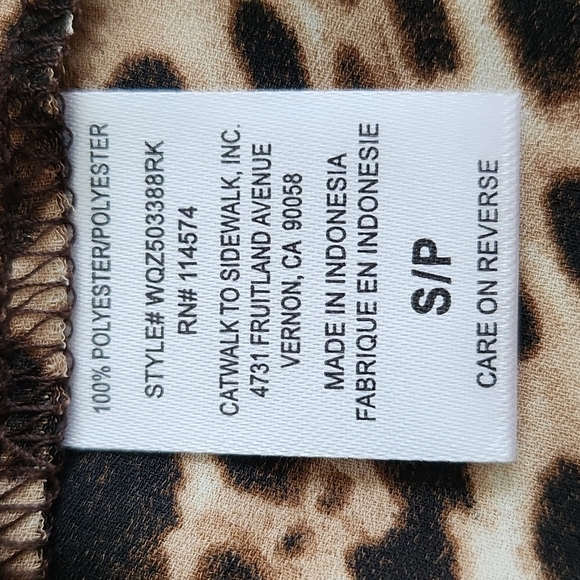 100% POLYESTER/POLYESTER
STYLE# WQZ503388RK
RN# 114574
CATWALK TO SIDEWALK, INC.
4731 FRUITLAND AVENUE
VERNON, CA 90058
MADE IN INDONESIA
FABRIQUE EN INDONESIE
S/P
CARE ON REVERSE